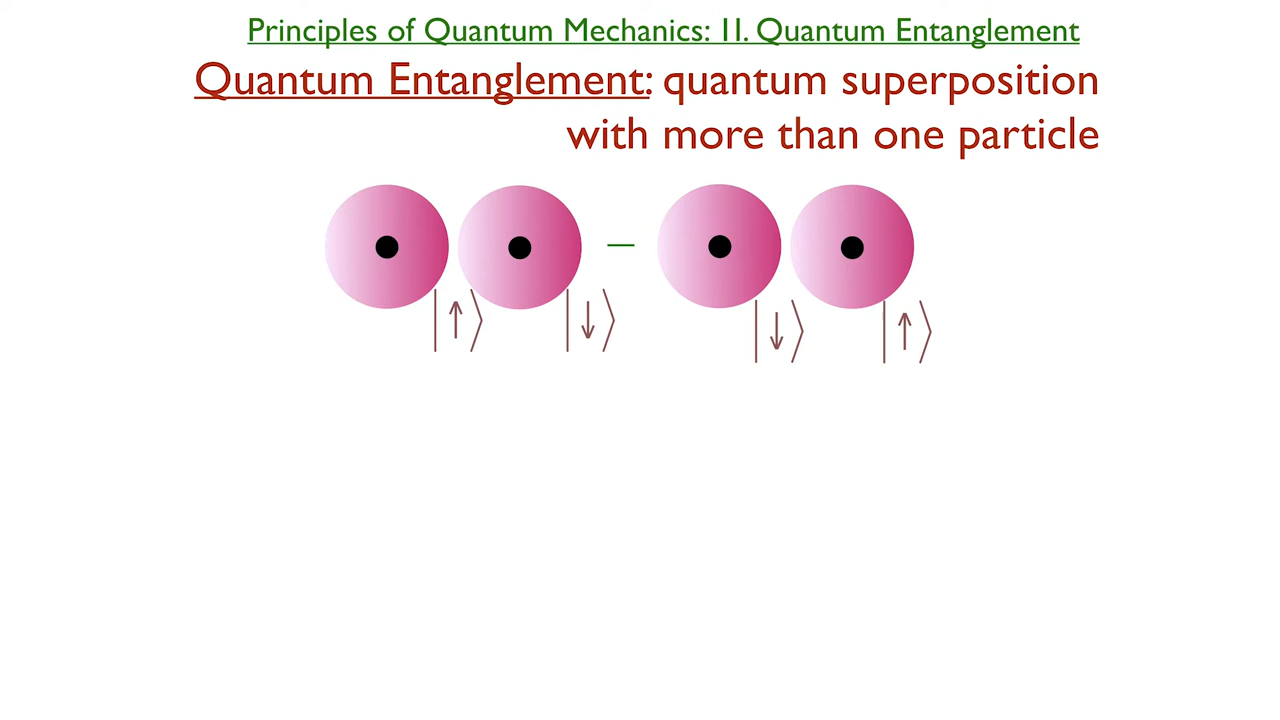 Principles of Quantum Mechanics: II. Quantum Entanglement
Quantum Entanglement: quantum superposition
with more than one particle
|↑⟩ |↓⟩ − |↓⟩ |↑⟩